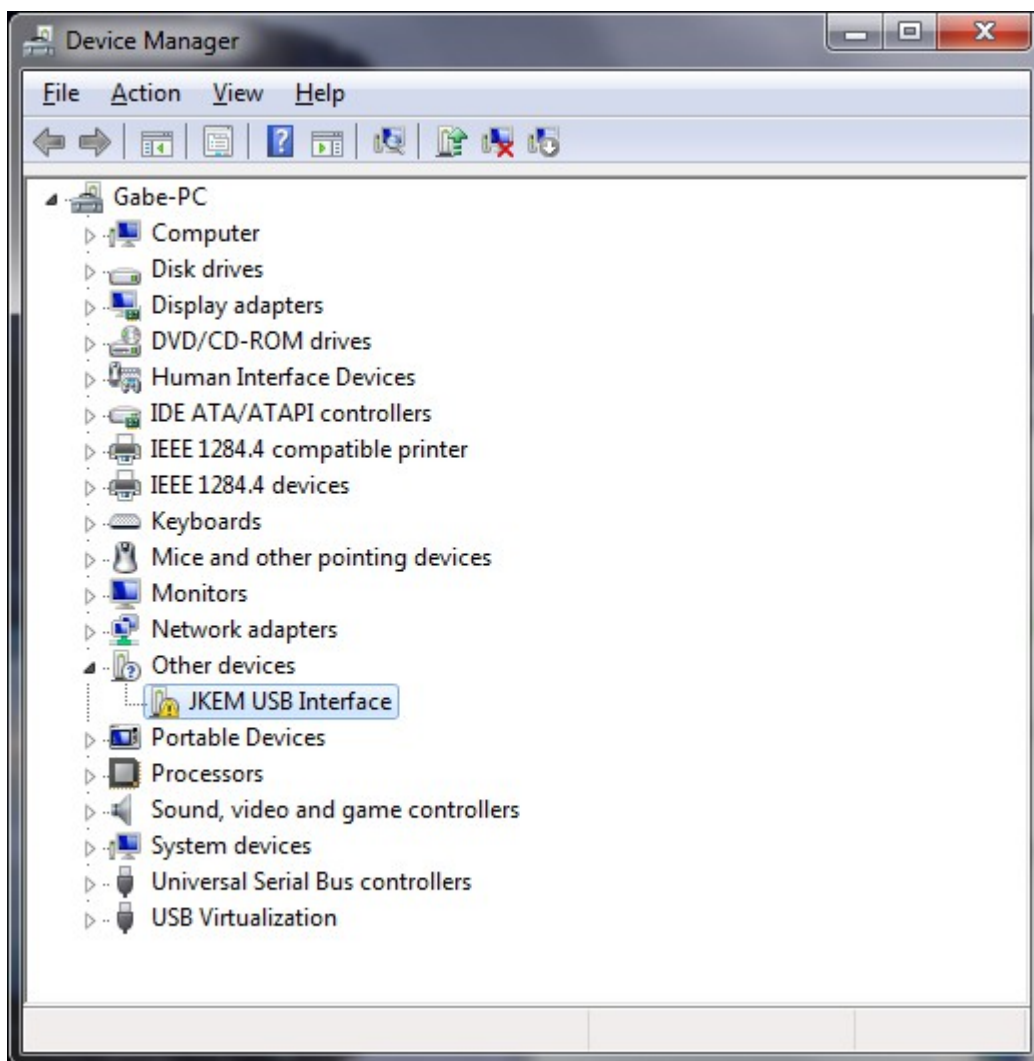 Device Manager
File Action View Help
Gabe-PC
Computer
Disk drives
Display adapters
DVD/CD-ROM drives
Human Interface Devices
IDE ATA/ATAPI controllers
IEEE 1284.4 compatible printer
IEEE 1284.4 devices
Keyboards
Mice and other pointing devices
Monitors
Network adapters
Other devices
JKEM USB Interface
Portable Devices
Processors
Sound, video and game controllers
System devices
Universal Serial Bus controllers
USB Virtualization